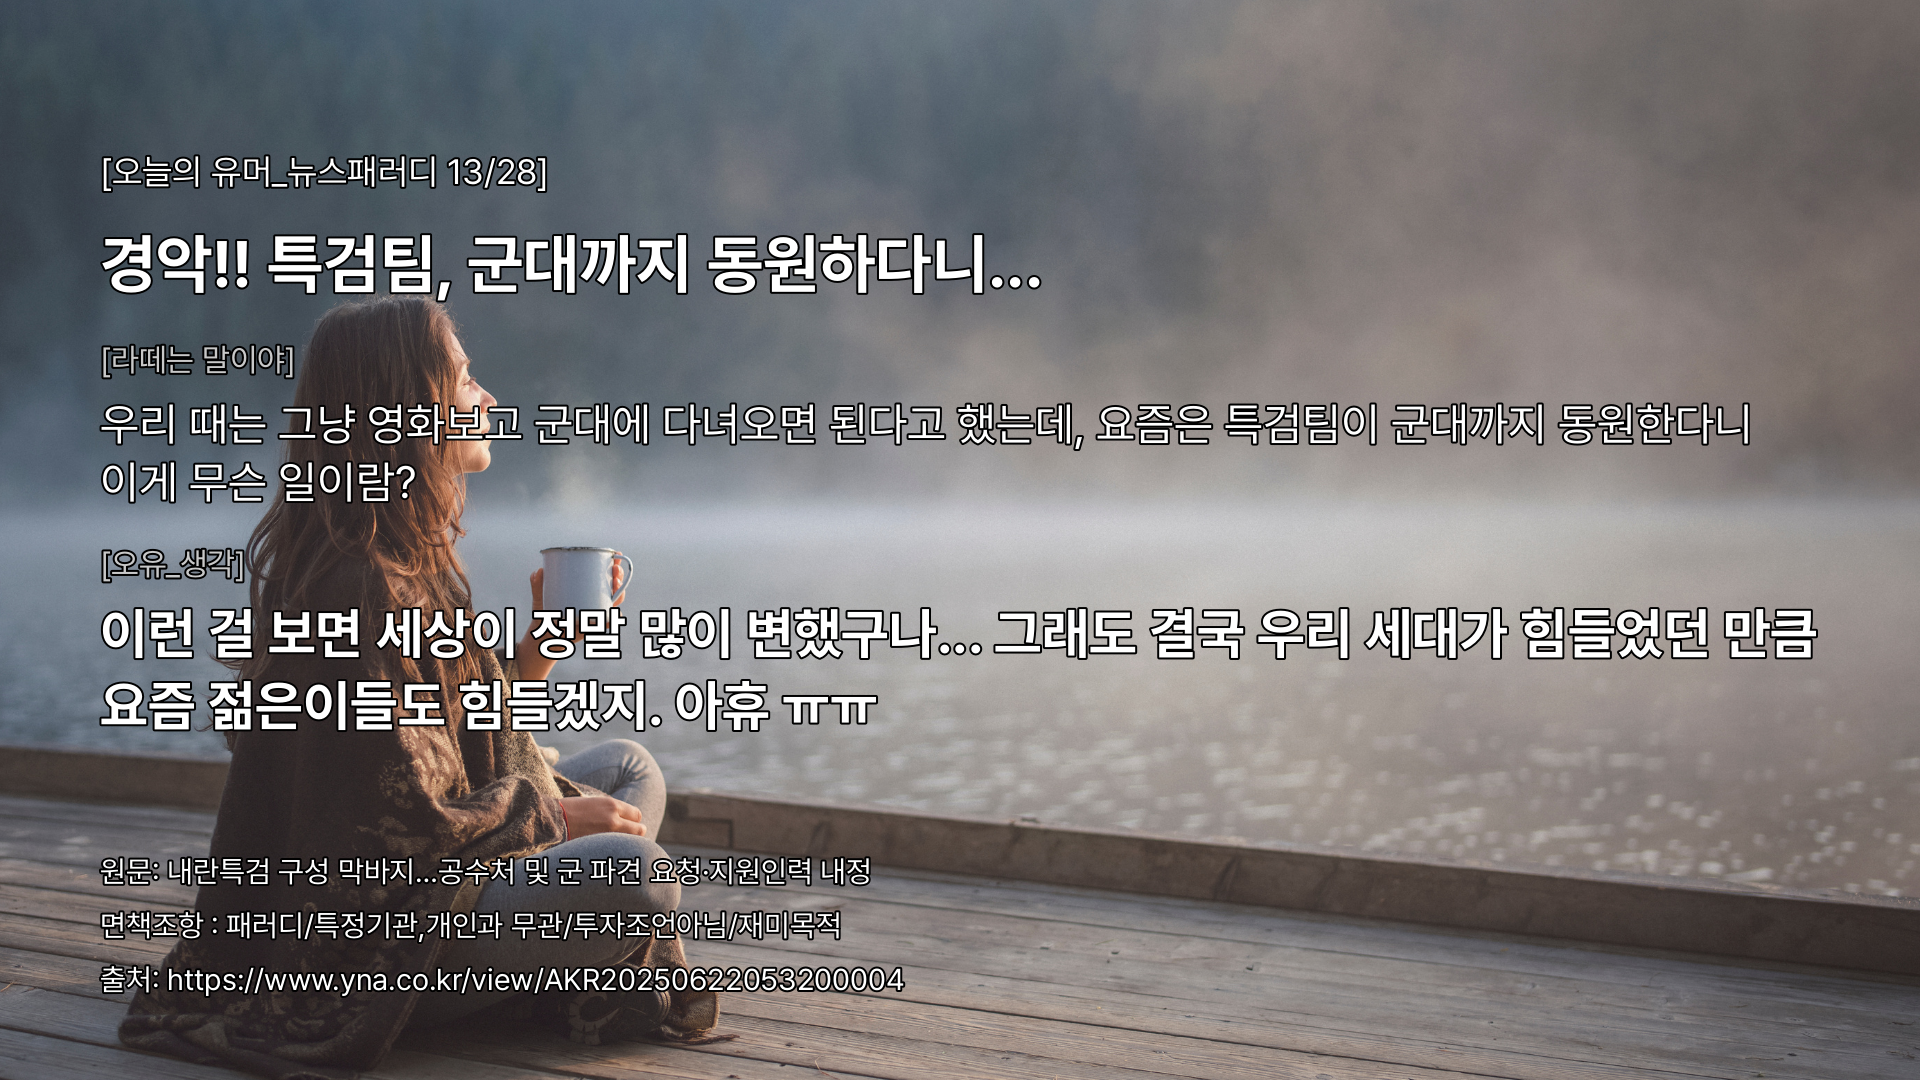 [오늘의 유머_뉴스패러디 13/28]
경악!! 특검팀, 군대까지 동원하다니...
[라떼는 말이야]
우리 때는 그냥 영화보고 군대에 다녀오면 된다고 했는데, 요즘은 특검팀이 군대까지 동원한다니
이게 무슨 일이람?
[오유_생각]
이런 걸 보면 세상이 정말 많이 변했구나... 그래도 결국 우리 세대가 힘들었던 만큼
요즘 젊은이들도 힘들겠지. 아휴 ㅠㅠ
원문: 내란특검 구성 막바지...공수처 및 군 파견 요청·지원인력 내정
면책조항 : 패러디/특정기관,개인과 무관/투자조언아님/재미목적
출처: https://www.yna.co.kr/view/AKR20250622053200004